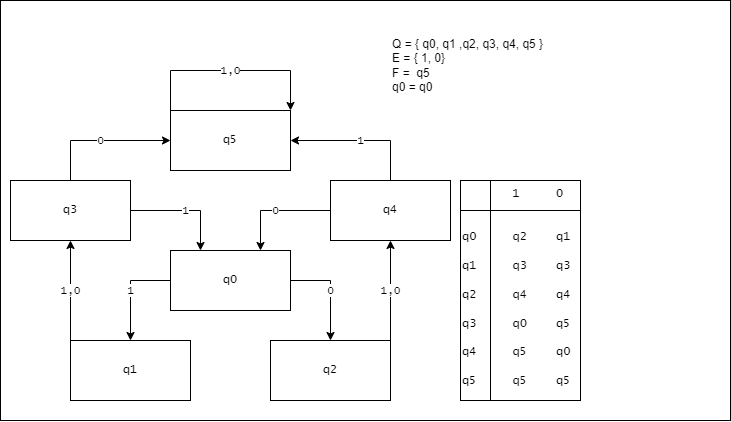 Q = { q0, q1 ,q2, q3, q4, q5 }
E = { 1, 0}
F =  q5
q0 = q0
1,0
q5
0
1
q3
1
0
q4
q0
1,0
1
0
1,0
q1
q2
1 0
q0 q2 q1
q1 q3 q3
q2 q4 q4
q3 q0 q5
q4 q5 q0
q5 q5 q5